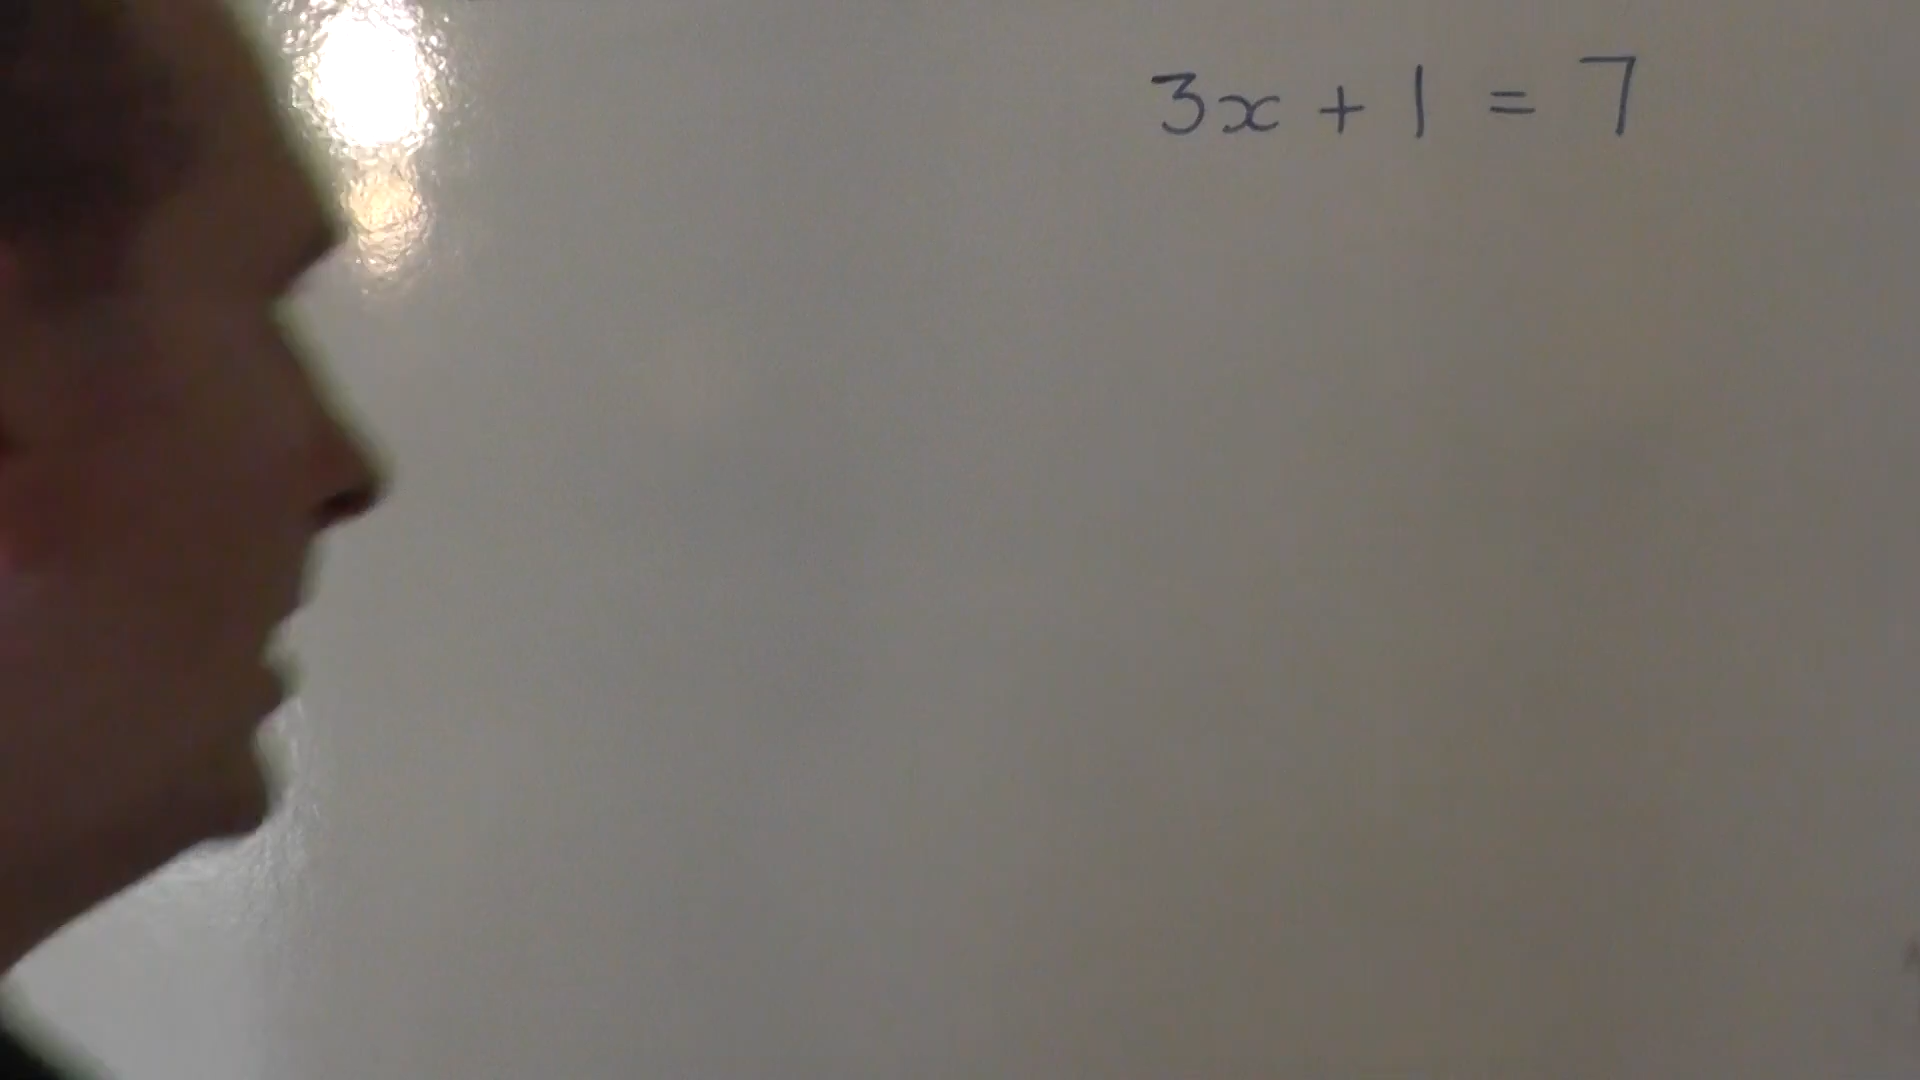 3x + 1 = 7